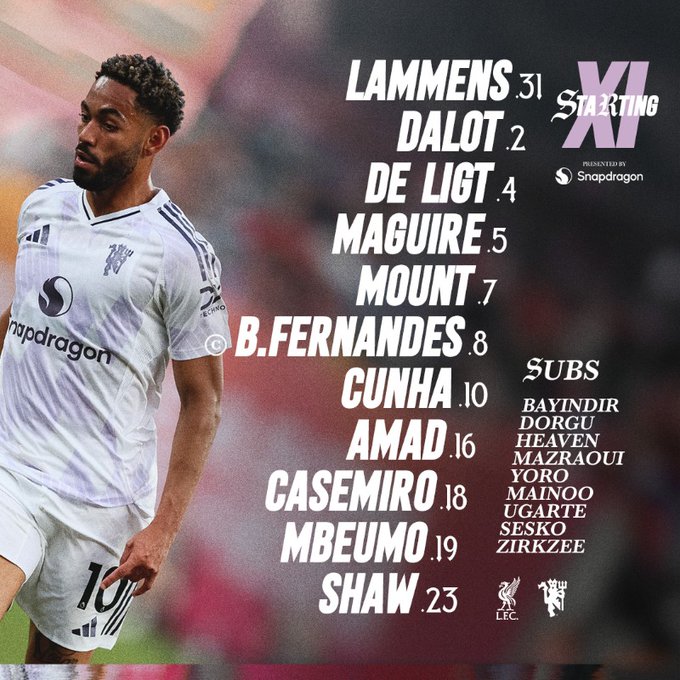 LAMMENS .31
DALOT .2
DE LIGT .4
MAGUIRE .5
MOUNT .7
© B.FERNANDES .8
CUNHA .10
AMAD .16
CASEMIRO .18
MBEUMO .19
SHAW .23
STARTING
XI
PRESENTED BY
Snapdragon
SUBS
BAYINDIR
DORGU
HEAVEN
MAZRAOUI
YORO
MAINOO
UGARTE
SESKO
ZIRKZEE
L.F.C.
Snapdragon
10